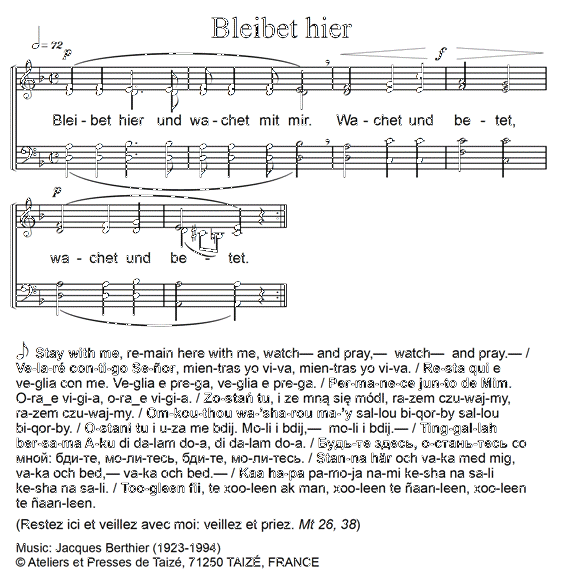 Bleibet hier
= 72
p
f
Blei - bet hier und wa - chet mit mir. Wa - chet und be - tet,
p
wa - chet und be - tet.
Stay with me, re-main here with me, watch— and pray,— watch— and pray.— /
Ve-la-ré con-ti-go Se-ñor, mien-tras yo vi-va, mien-tras yo vi-va. / Re-sta qui e
ve-glia con me. Ve-glia e pre-ga, ve-glia e pre-ga. / Per-ma-ne-ce jun-to de Mim.
O-ra_e vi-gi-a, o-ra_e vi-gi-a. / Zo-stań tu, i ze mną się módl, ra-zem czu-waj-my,
ra-zem czu-waj-my. / Om-kou-thou wa-'sha-rou ma-'y sal-lou bi-qor-by sal-lou
bi-qor-by. / O-stani tu i u-za me bdij. Mo-li i bdij,— mo-li i bdij.— / Ting-gal-lah
ber-sa-ma A-ku di da-lam do-a, di da-lam do-a. / Будь-те здесь, о-стань-тесь со
мной: бди-те, мо-ли-тесь, бди-те, мо-ли-тесь. / Stan-na här och va-ka med mig,
va-ka och bed,— va-ka och bed.— / Kaa ha-pa pa-mo-ja na-mi ke-sha na sa-li
ke-sha na sa-li. / Too-gleen fii, te xoo-leen ak man, xoo-leen te ñaan-leen, xoo-leen
te ñaan-leen.
(Restez ici et veillez avec moi: veillez et priez. Mt 26, 38)
Music: Jacques Berthier (1923-1994)
© Ateliers et Presses de Taizé, 71250 TAIZÉ, FRANCE